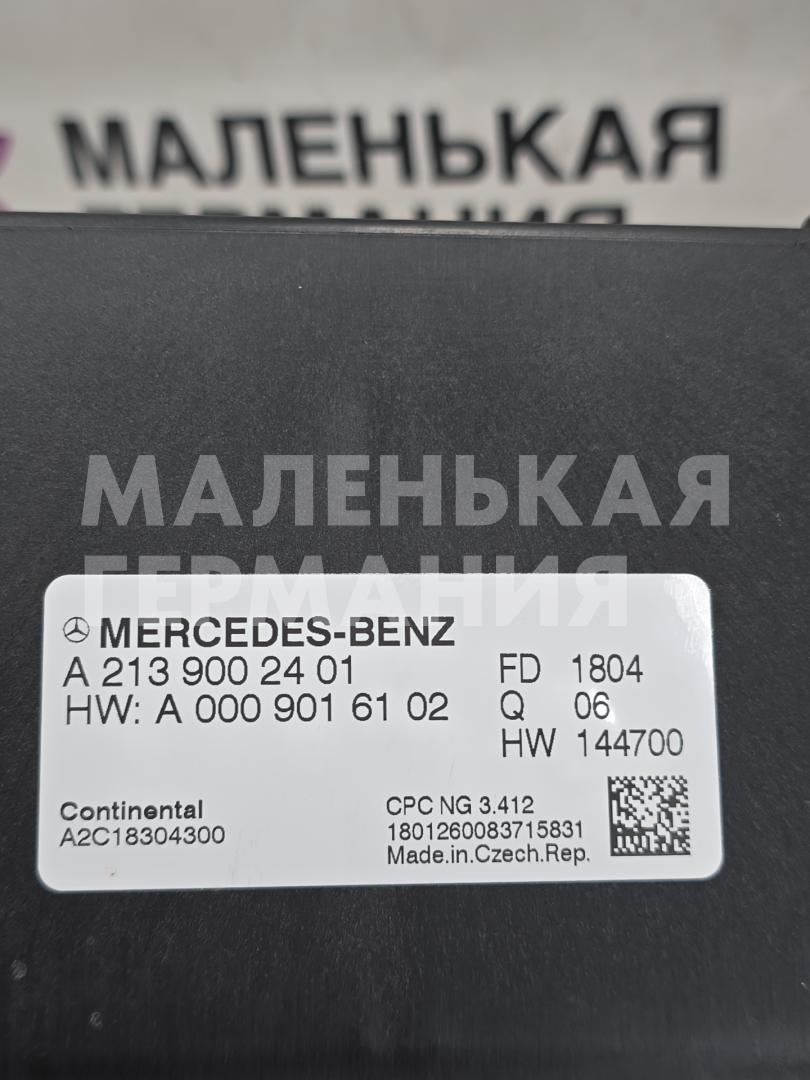 МАЛЕНЬКАЯ
ГЕРМАНИЯ
МАЛЕНЬКАЯ
ГЕРМАНИЯ
MERCEDES-BENZ
A 213 900 24 01
HW: A 000 901 61 02
FD 1804
Q 06
HW 144700
Continental
A2C18304300
CPC NG 3.412
1801260083715831
Made.in.Czech.Rep.